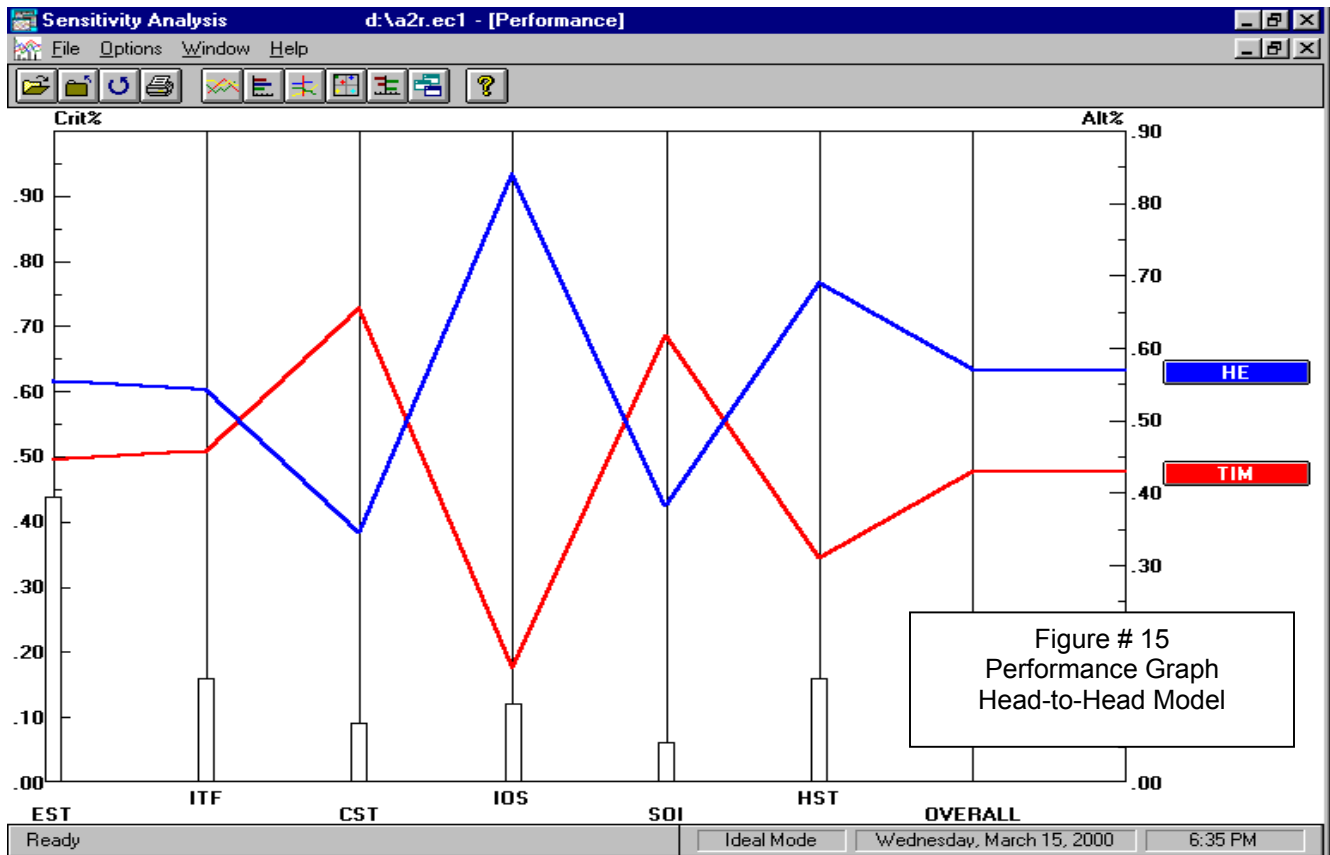 Sensitivity Analysis d:\a2r.ec1 - [Performance]
File Options Window Help
Crit% Alt%
.90
.80
.70
.60
.50
.40
.30
.20
.10
.00
.90
.80
.70
.60
.50
.40
.30
.00
HE
TIM
Figure # 15
Performance Graph
Head-to-Head Model
EST ITF CST IOS SOI HST OVERALL
Ready Ideal Mode Wednesday, March 15, 2000 6:35 PM